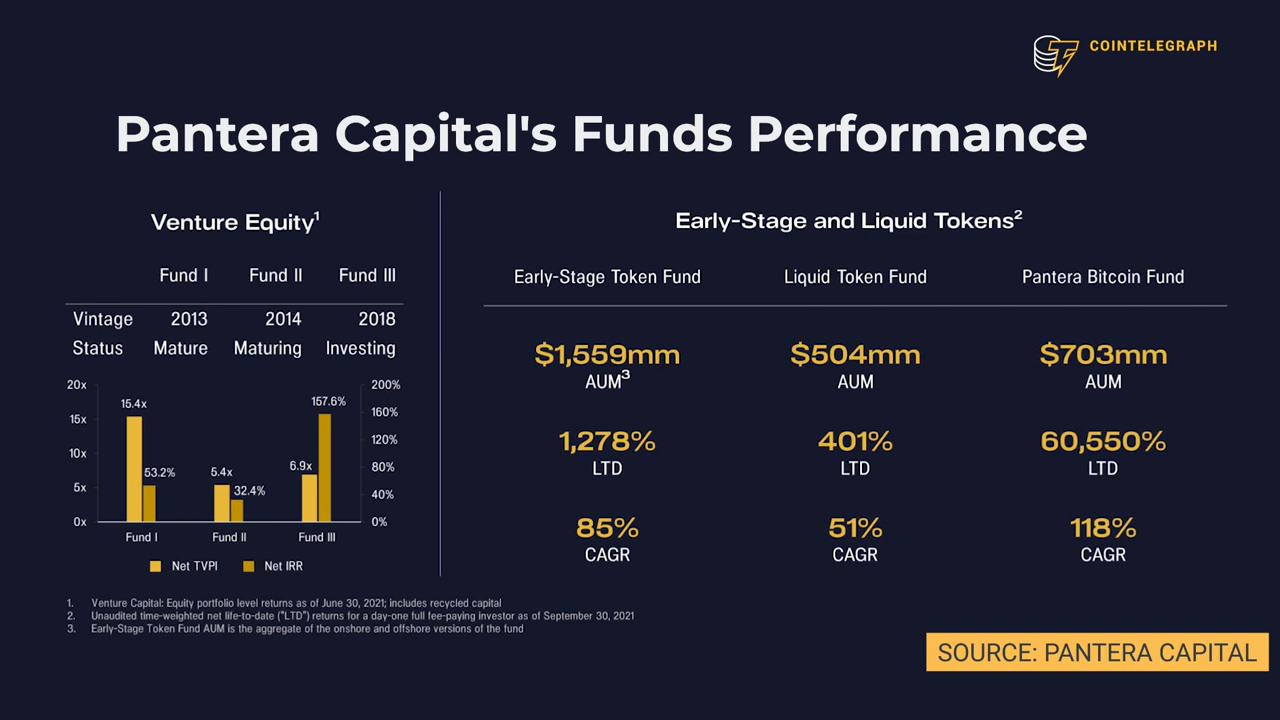 COINTELEGRAPH
Pantera Capital's Funds Performance
Venture Equity¹
Fund I Fund II Fund III
Vintage 2013 2014 2018
Status Mature Maturing Investing
20x 200%
15.4x 157.6%
15x 160%
120%
10x
6.9x 80%
53.2% 5.4x
5x 32.4% 40%
0x 0%
Fund I Fund II Fund III
Net TVPI Net IRR
Early-Stage and Liquid Tokens²
Early-Stage Token Fund Liquid Token Fund Pantera Bitcoin Fund
$1,559mm $504mm $703mm
AUM³ AUM AUM
1,278% 401% 60,550%
LTD LTD LTD
85% 51% 118%
CAGR CAGR CAGR
1. Venture Capital: Equity portfolio level returns as of June 30, 2021; includes recycled capital
2. Unaudited time-weighted net life-to-date ("LTD") returns for a day-one full fee-paying investor as of September 30, 2021
3. Early-Stage Token Fund AUM is the aggregate of the onshore and offshore versions of the fund
SOURCE: PANTERA CAPITAL